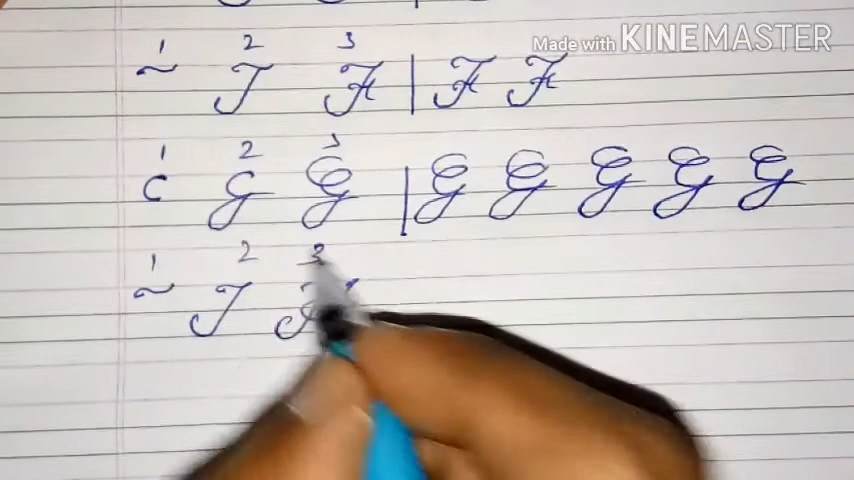 Made with KINEMASTER
1 2 3
~ T F | F F
1 2 3
C G G | G G G G G
1 2 3
~ T